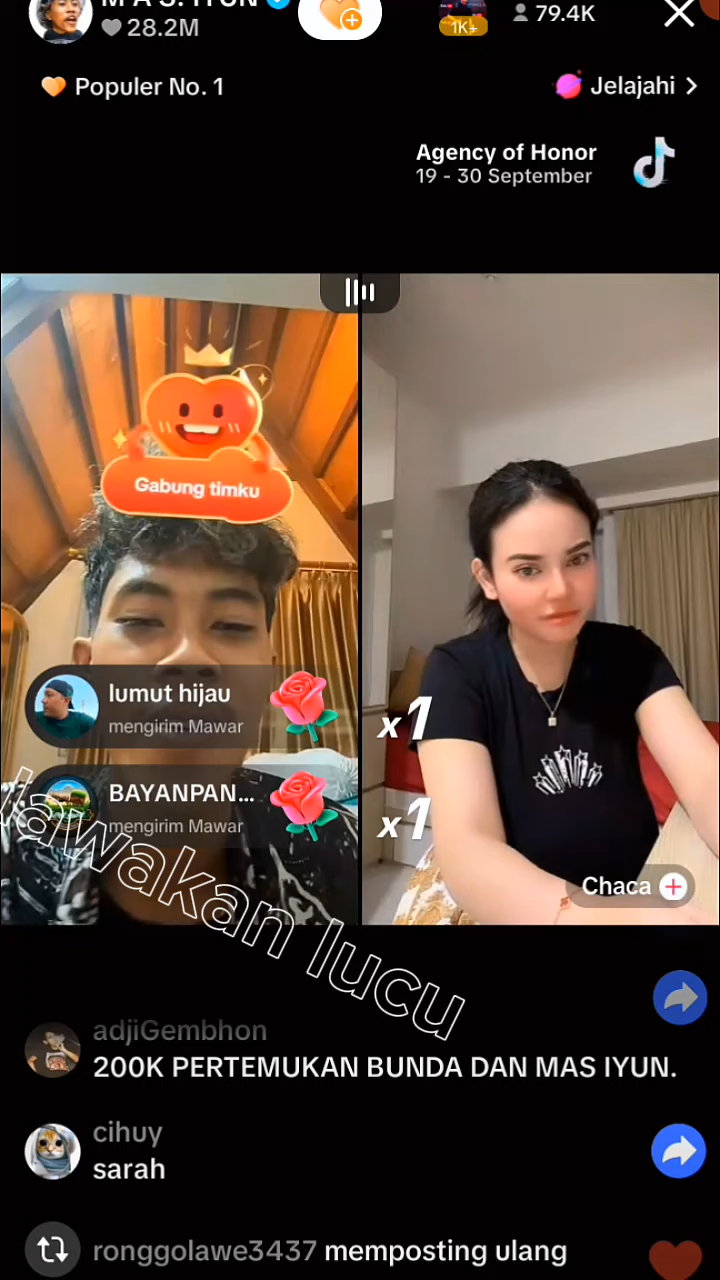 28.2M
1K+
79.4K
Populer No. 1
Jelajahi
Agency of Honor
19 - 30 September
Gabung timku
lumut hijau
mengirim Mawar
x1
BAYANPAN...
mengirim Mawar
x1
lawakan lucu
Chaca
adjiGembhon
200K PERTEMUKAN BUNDA DAN MAS IYUN.
cihuy
sarah
ronggolawe3437 memposting ulang